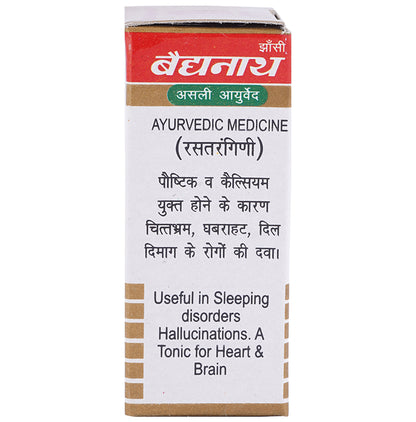 झाँसी
बैद्यनाथ
असली आयुर्वेद
AYURVEDIC MEDICINE
(रसतरंगिणी)
पौष्टिक व कैल्सियम
युक्त होने के कारण
चित्तभ्रम, घबराहट, दिल
दिमाग के रोगों की दवा।
Useful in Sleeping
disorders
Hallucinations. A
Tonic for Heart &
Brain